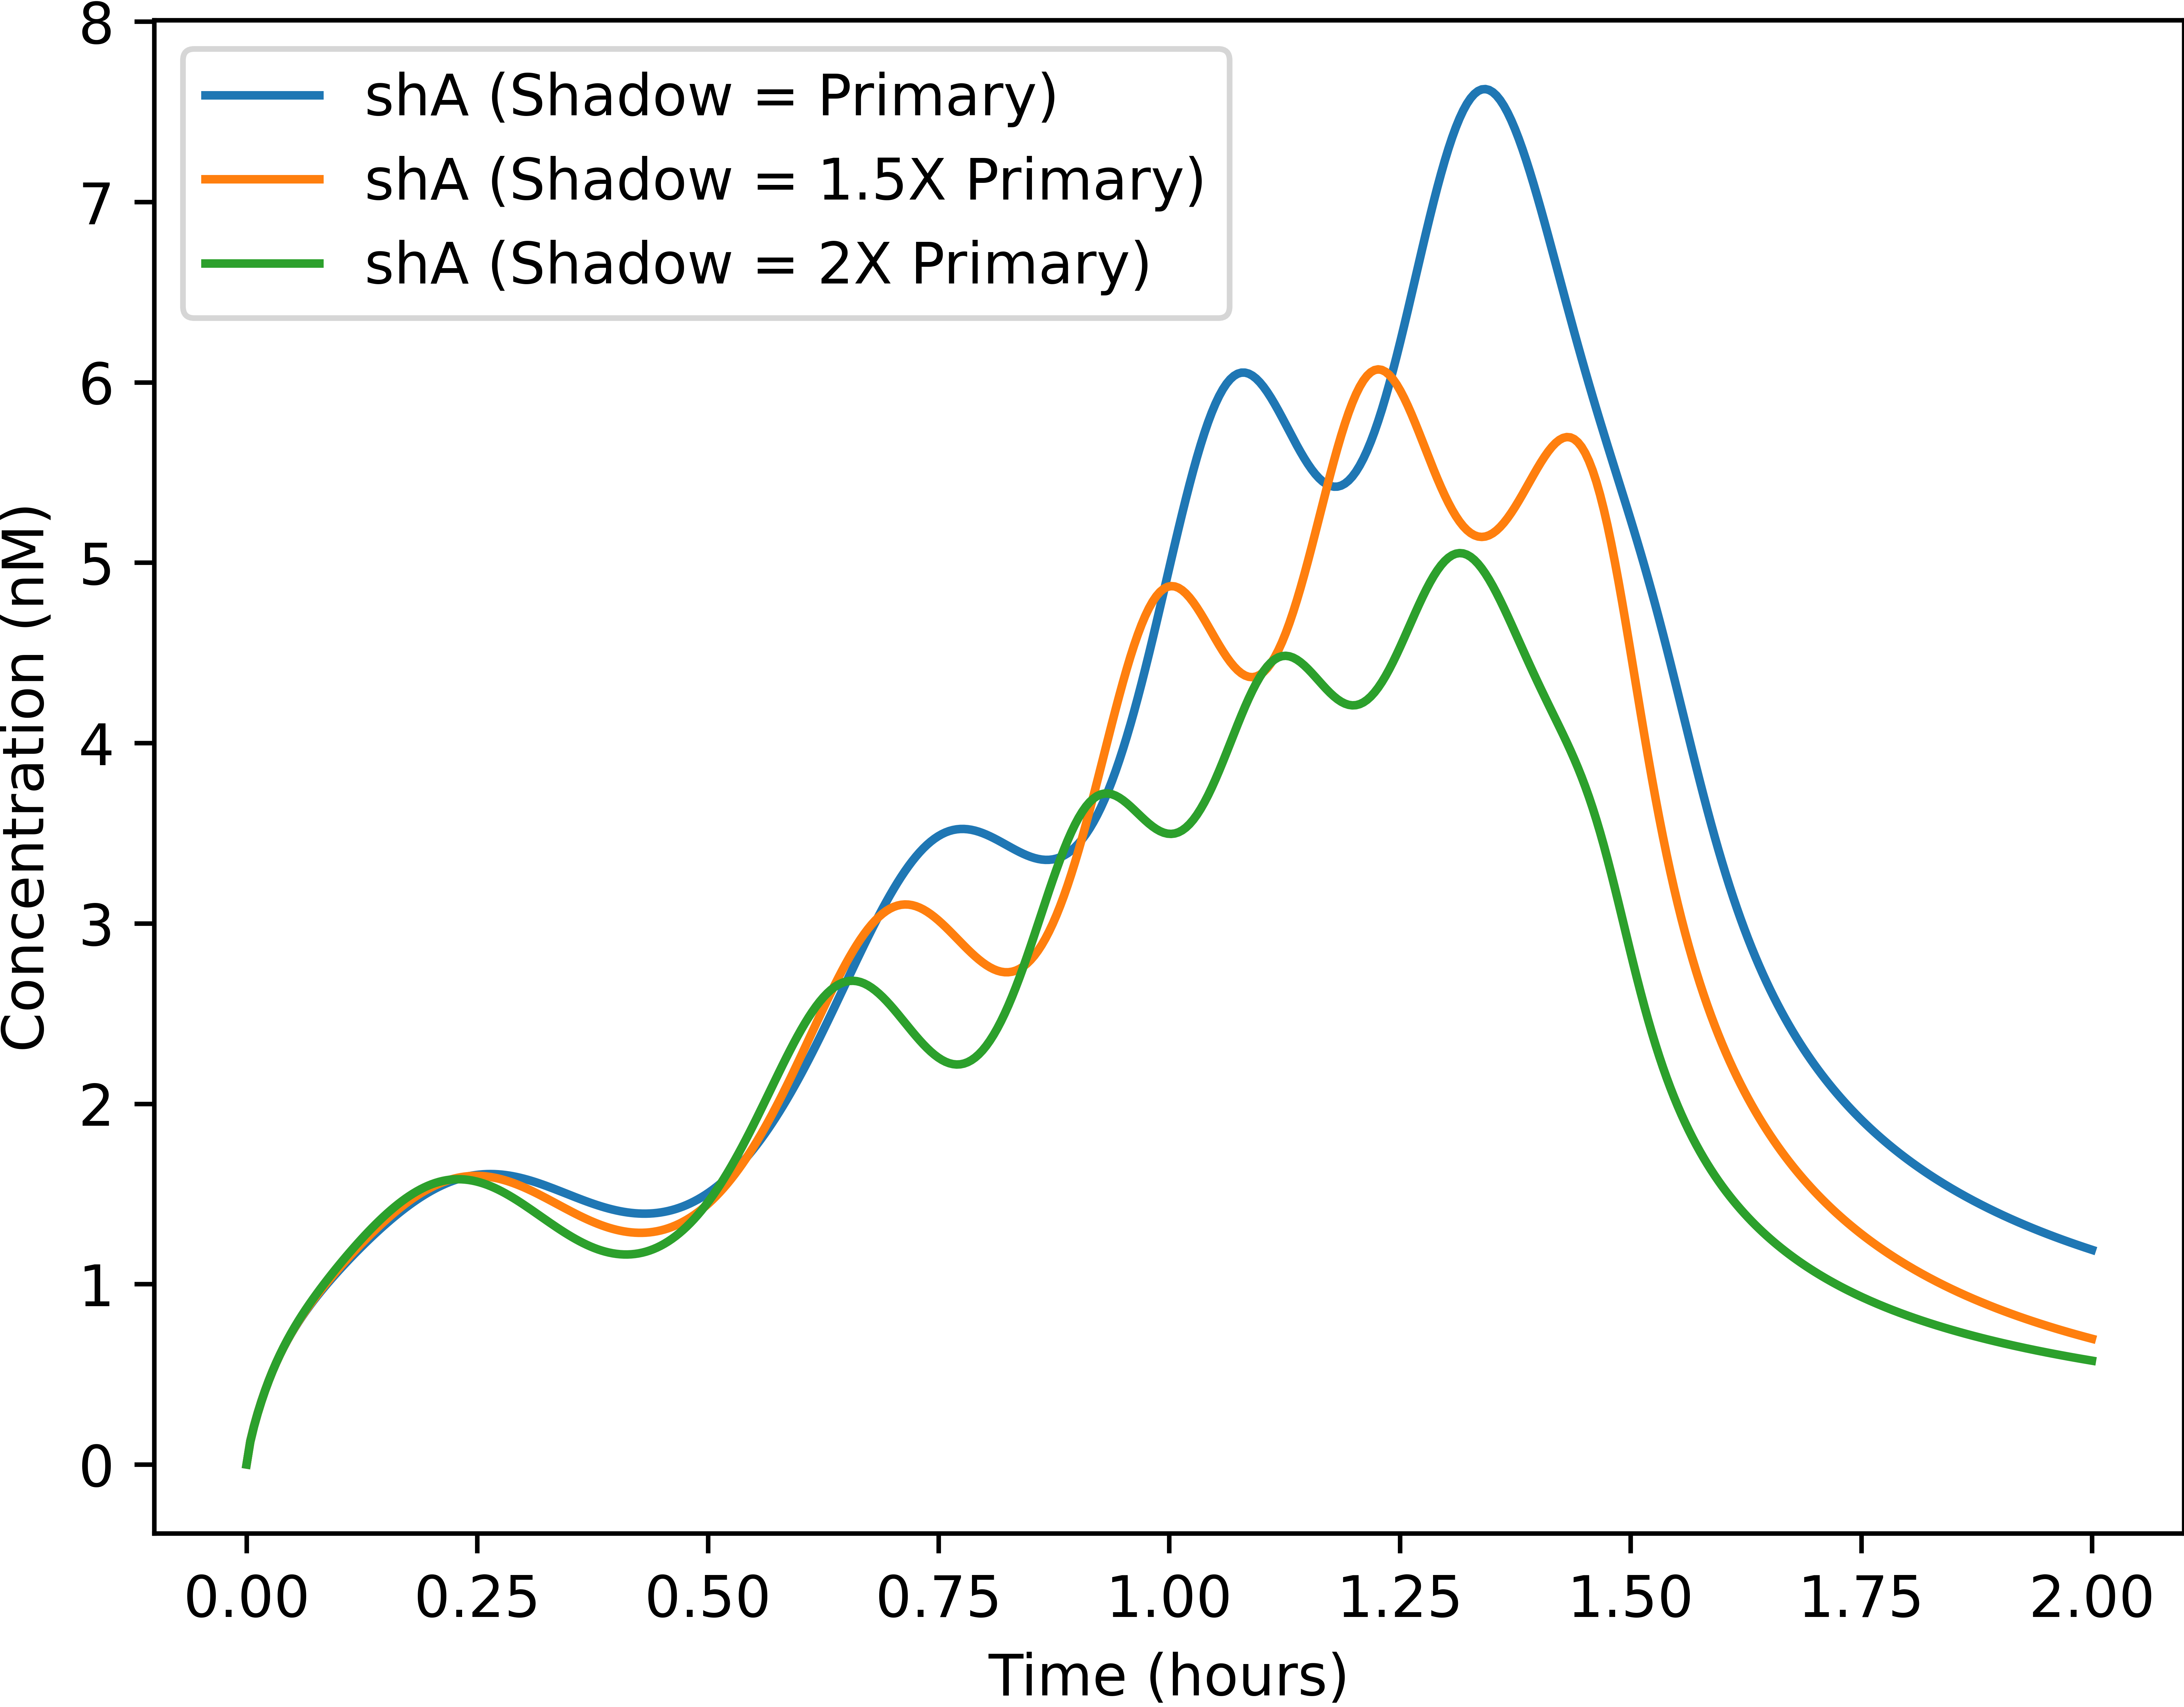 8
7
6
5
4
3
2
1
0
Concentration (nM)
shA (Shadow = Primary)
shA (Shadow = 1.5X Primary)
shA (Shadow = 2X Primary)
0.00 0.25 0.50 0.75 1.00 1.25 1.50 1.75 2.00
Time (hours)